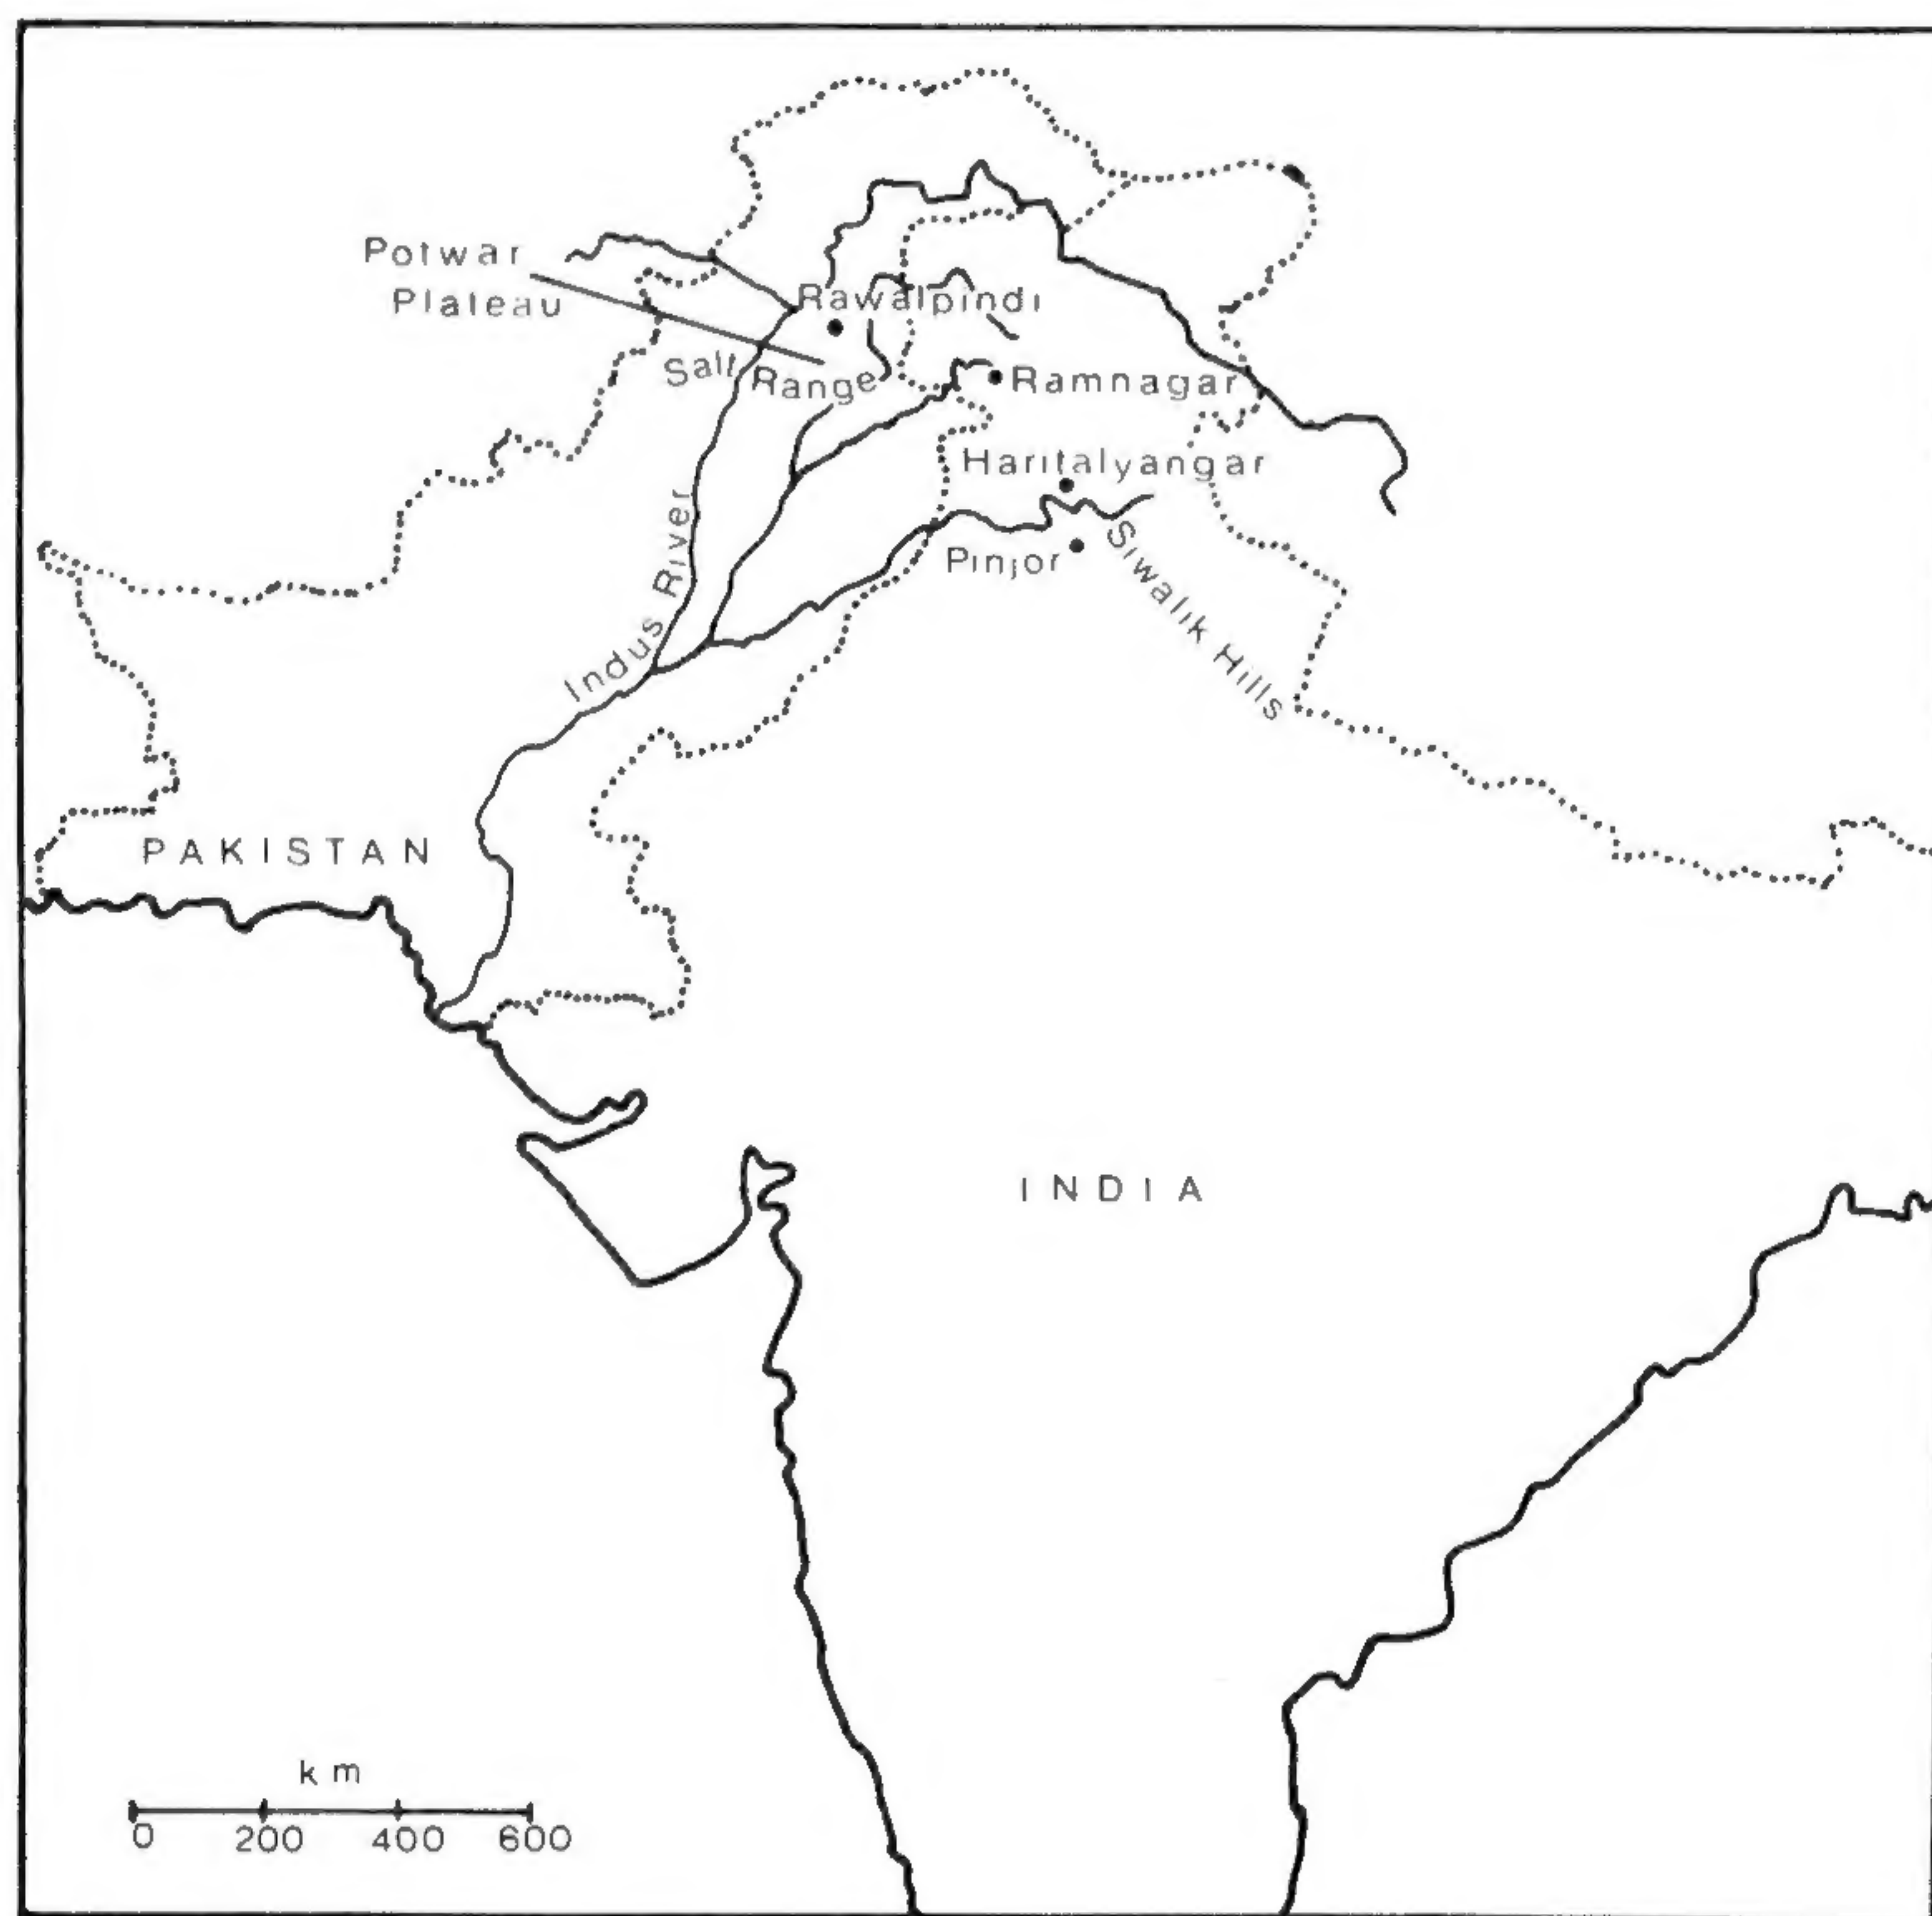 Potwar
Plateau
Rawalpindi
Salt Range
Ramnagar
Haritalyangar
Pinjor
Siwalik Hills
Indus River
PAKISTAN
INDIA
km
0 200 400 600